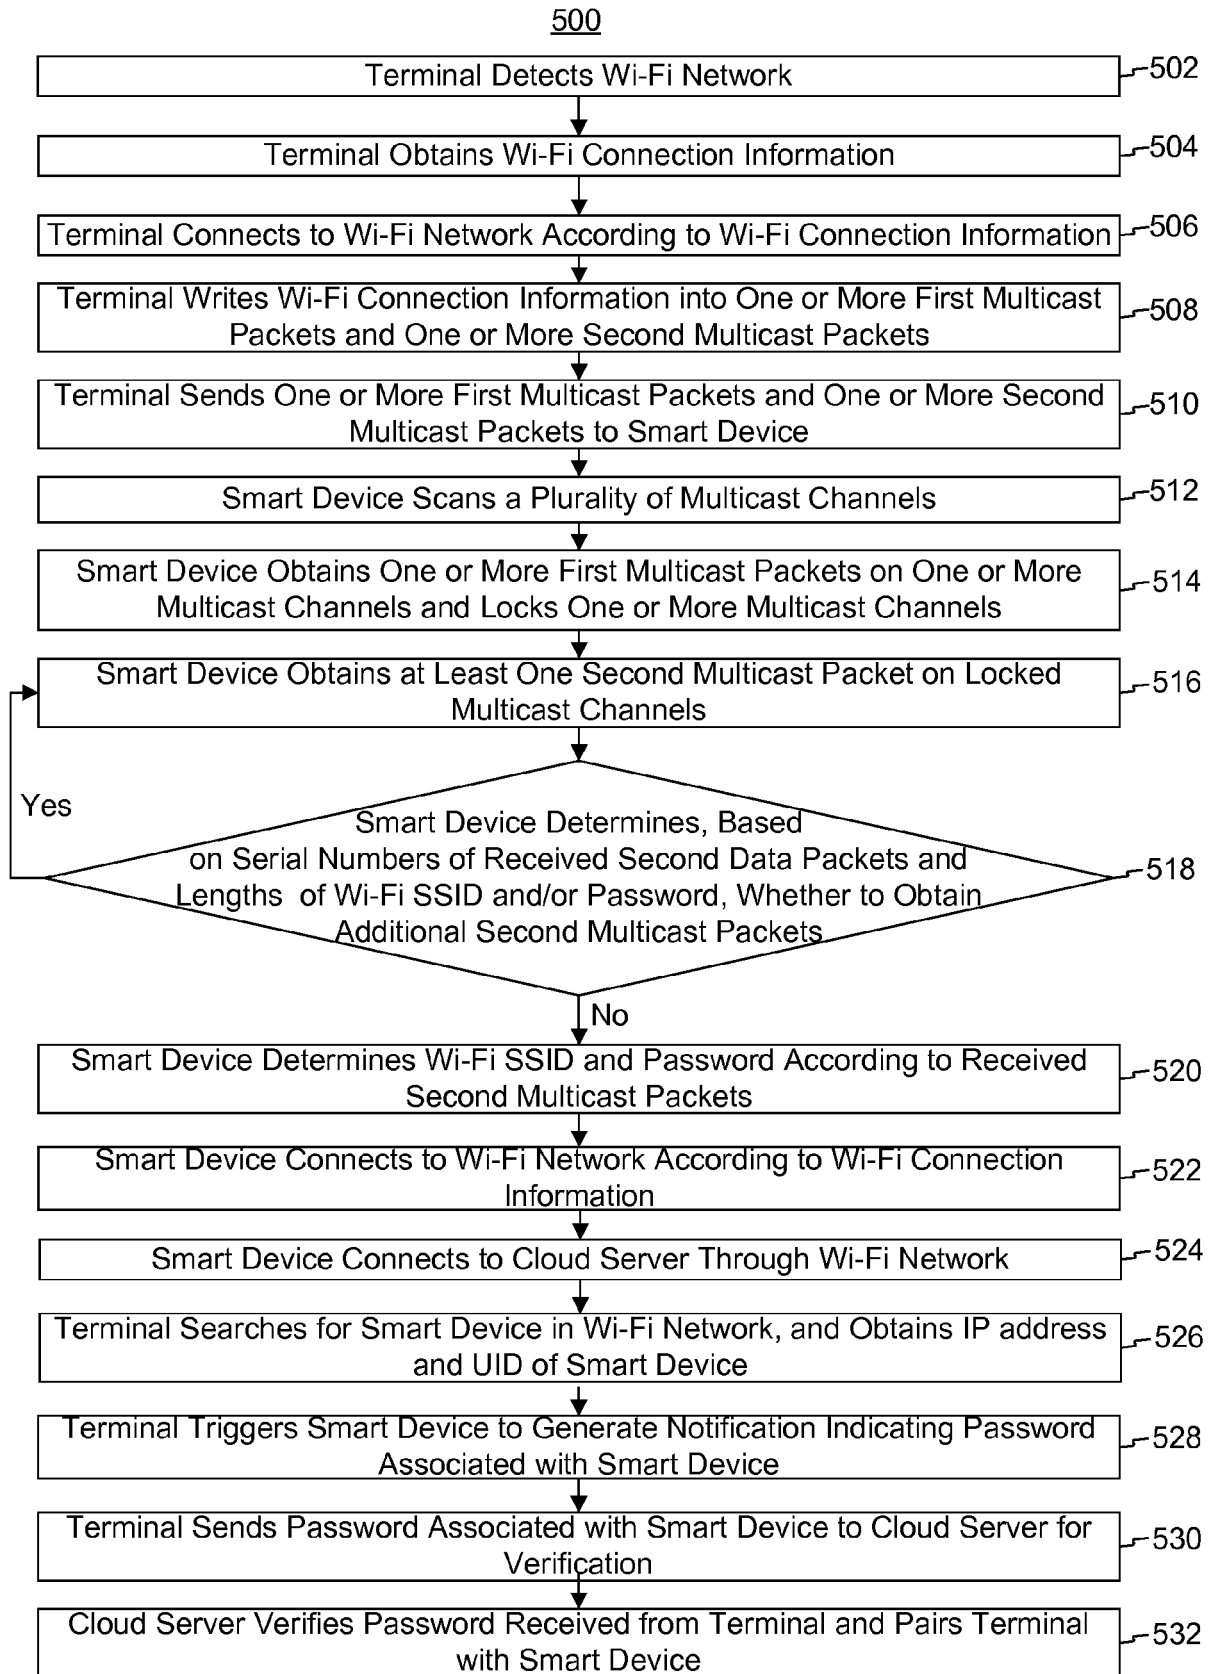 500
Terminal Detects Wi-Fi Network
502
Terminal Obtains Wi-Fi Connection Information
504
Terminal Connects to Wi-Fi Network According to Wi-Fi Connection Information
506
Terminal Writes Wi-Fi Connection Information into One or More First Multicast
Packets and One or More Second Multicast Packets
508
Terminal Sends One or More First Multicast Packets and One or More Second
Multicast Packets to Smart Device
510
Smart Device Scans a Plurality of Multicast Channels
512
Smart Device Obtains One or More First Multicast Packets on One or More
Multicast Channels and Locks One or More Multicast Channels
514
Smart Device Obtains at Least One Second Multicast Packet on Locked
Multicast Channels
516
Yes
Smart Device Determines, Based
on Serial Numbers of Received Second Data Packets and
Lengths of Wi-Fi SSID and/or Password, Whether to Obtain
Additional Second Multicast Packets
518
No
Smart Device Determines Wi-Fi SSID and Password According to Received
Second Multicast Packets
520
Smart Device Connects to Wi-Fi Network According to Wi-Fi Connection
Information
522
Smart Device Connects to Cloud Server Through Wi-Fi Network
524
Terminal Searches for Smart Device in Wi-Fi Network, and Obtains IP address
and UID of Smart Device
526
Terminal Triggers Smart Device to Generate Notification Indicating Password
Associated with Smart Device
528
Terminal Sends Password Associated with Smart Device to Cloud Server for
Verification
530
Cloud Server Verifies Password Received from Terminal and Pairs Terminal
with Smart Device
532